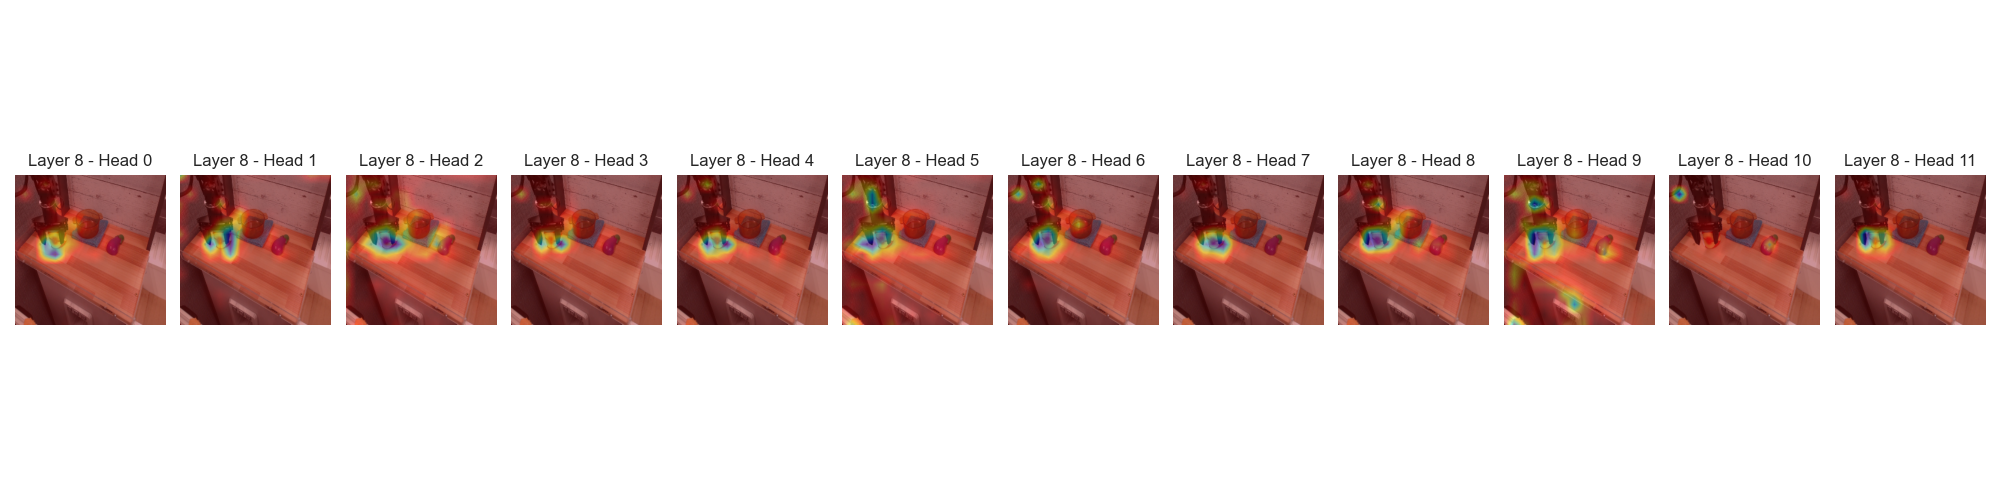 Layer 8 - Head 0
Layer 8 - Head 1
Layer 8 - Head 2
Layer 8 - Head 3
Layer 8 - Head 4
Layer 8 - Head 5
Layer 8 - Head 6
Layer 8 - Head 7
Layer 8 - Head 8
Layer 8 - Head 9
Layer 8 - Head 10
Layer 8 - Head 11